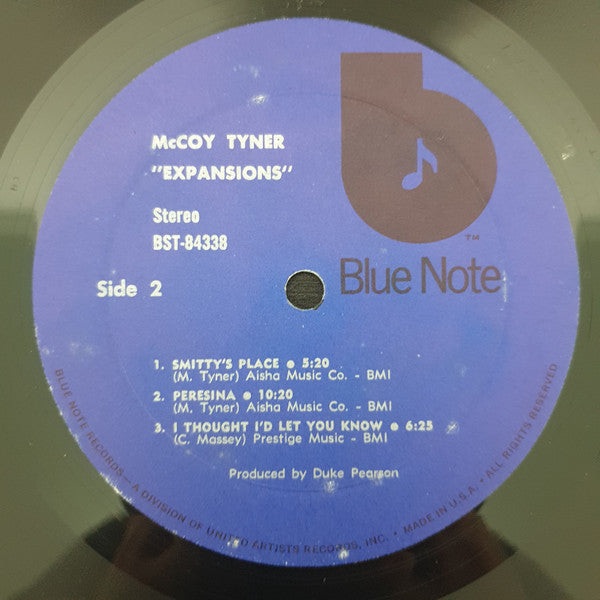 McCOY TYNER
"EXPANSIONS"
Stereo
BST-84338
Side 2
b
TM
Blue Note
1. SMITTY'S PLACE ● 5:20
(M. Tyner) Aisha Music Co. - BMI
2. PERESINA ● 10:20
(M. Tyner) Aisha Music Co. - BMI
3. I THOUGHT I'D LET YOU KNOW ● 6:25
(C. Massey) Prestige Music - BMI
Produced by Duke Pearson
BLUE NOTE RECORDS—A DIVISION OF UNITED ARTISTS RECORDS, INC. • MADE IN U.S.A. • ALL RIGHTS RESERVED